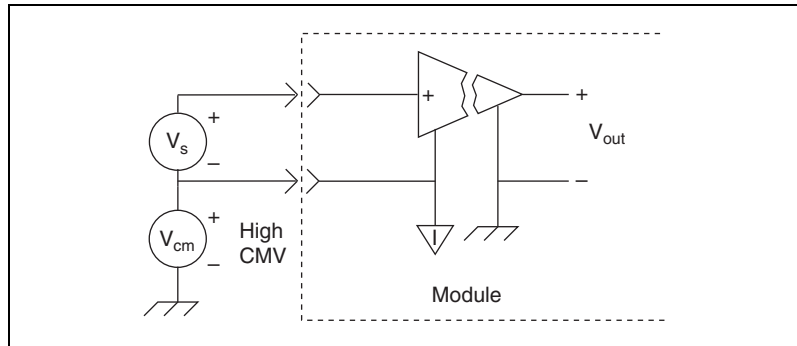 +
+
V_s
+
−
V_out
−
V_cm
+
−
High
CMV
I
Module